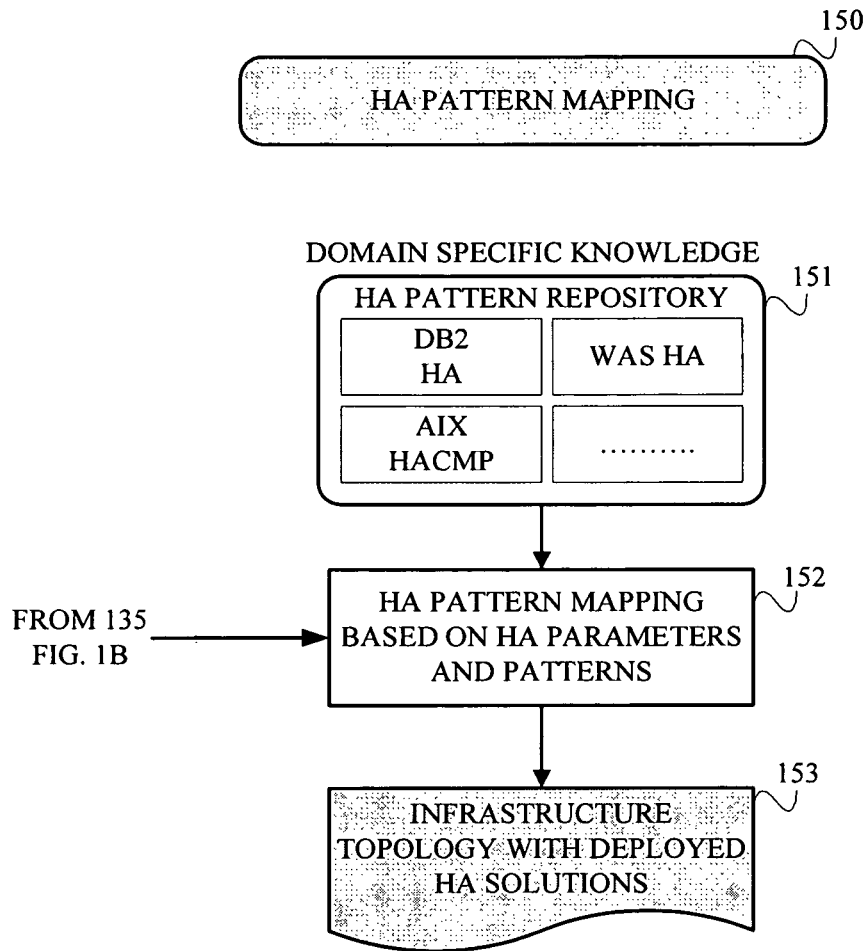 150
HA PATTERN MAPPING
DOMAIN SPECIFIC KNOWLEDGE
151
HA PATTERN REPOSITORY
DB2
HA
WAS HA
AIX
HACMP
..........
152
FROM 135
FIG. 1B
HA PATTERN MAPPING
BASED ON HA PARAMETERS
AND PATTERNS
153
INFRASTRUCTURE
TOPOLOGY WITH DEPLOYED
HA SOLUTIONS